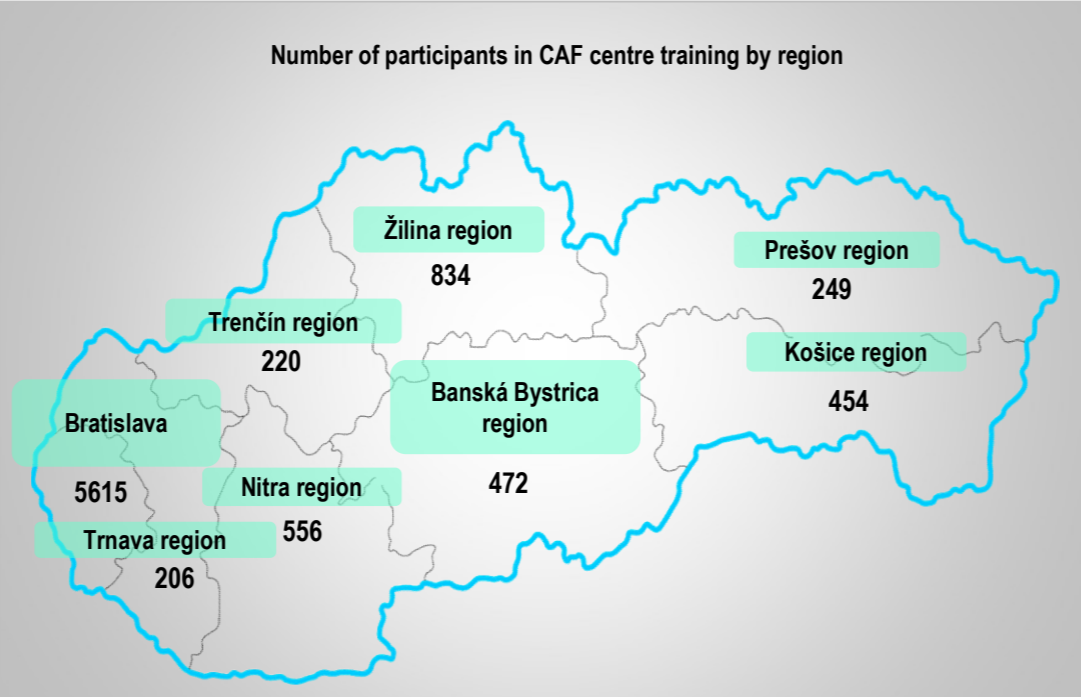 Number of participants in CAF centre training by region
Žilina region
834
Prešov region
249
Trenčín region
220
Košice region
454
Banská Bystrica
region
472
Bratislava
5615
Nitra region
556
Trnava region
206